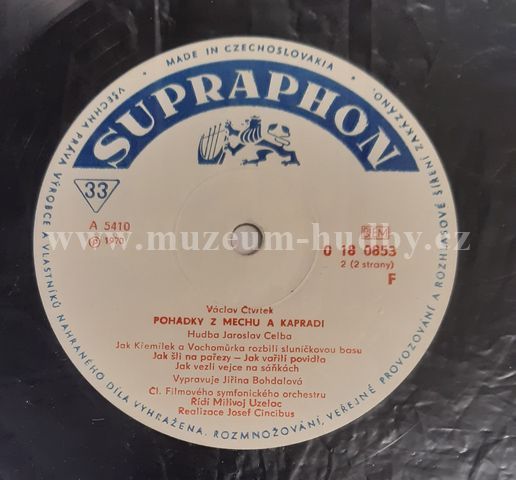 MADE IN CZECHOSLOVAKIA • VŠECHNA PRÁVA VÝROBCE A VLASTNÍKŮ NAHRANÉHO DÍLA VYHRAŽENA. ROZMNOŽOVÁNÍ, VEŘEJNÉ PROVOZOVÁNÍ A ROZHLASOVÉ ŠÍŘENÍ ZAKÁZÁNO. •
SUPRAPHON
33
A 5410
℗ 1970
0 18 0853
2 (2 strany)
F
www.muzeum-hudby.cz
Václav Čtvrtek
POHÁDKY Z MECHU A KAPRADÍ
Hudba Jaroslav Celba
Jak Křemílek a Vochomůrka rozbili sluníčkovou basu
Jak šli na pařezy — Jak vařili povidla
Jak vezli vejce na sáňkách
Vypravuje Jiřina Bohdalová
Čl. Filmového symfonického orchestru
Řídí Milivoj Uzelac
Realizace Josef Cincibus